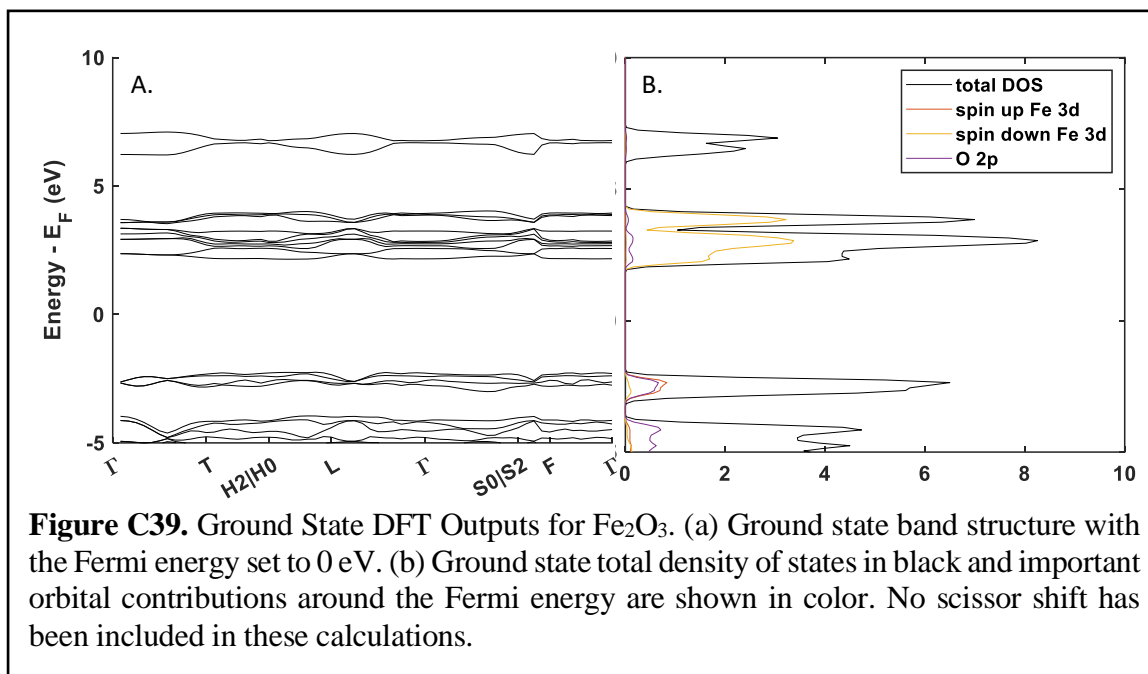 A.
B.
10
5
0
-5
Energy - E_F (eV)
Γ
T
H2|H0
L
Γ
S0|S2
F
Γ
total DOS
spin up Fe 3d
spin down Fe 3d
O 2p
0
2
4
6
8
10
Figure C39. Ground State DFT Outputs for Fe₂O₃. (a) Ground state band structure with
the Fermi energy set to 0 eV. (b) Ground state total density of states in black and important
orbital contributions around the Fermi energy are shown in color. No scissor shift has
been included in these calculations.